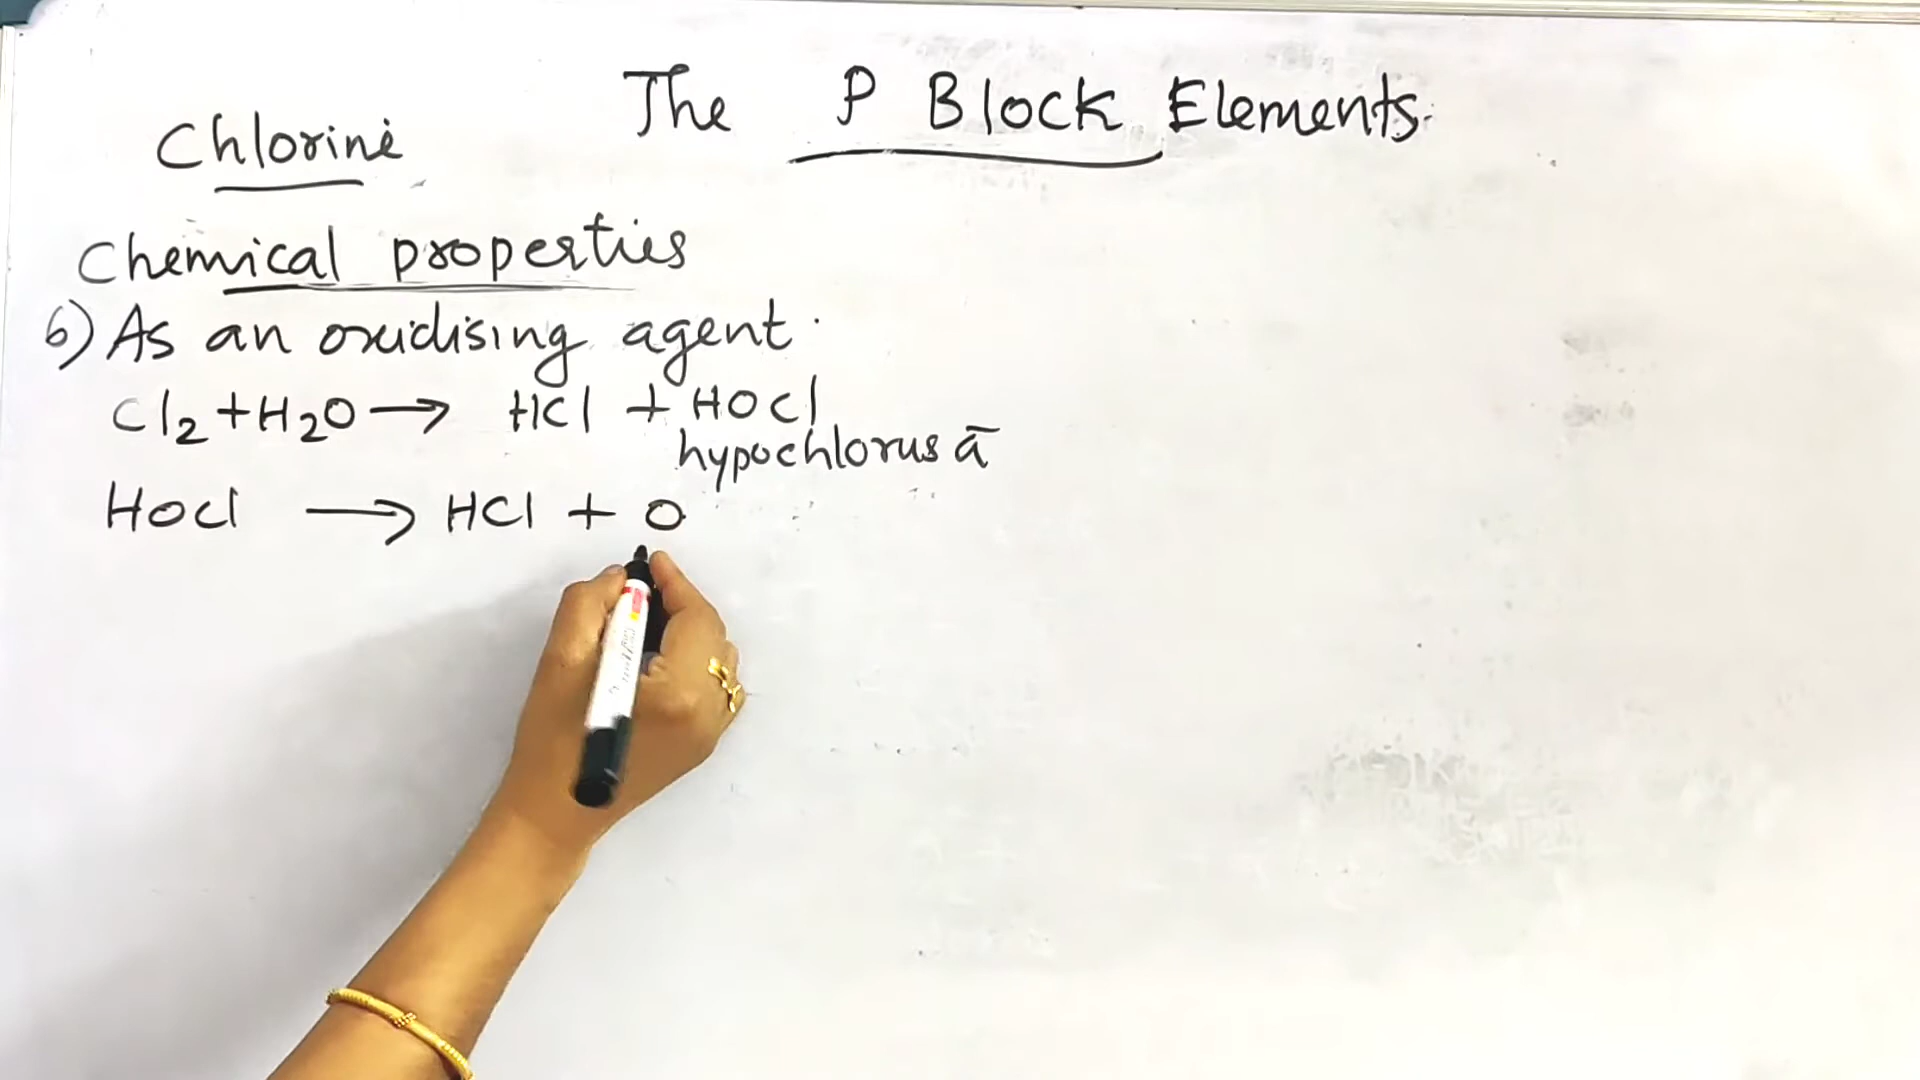 The P Block Elements.
Chlorine
Chemical properties
6) As an oxidising agent.
Cl₂ + H₂O → HCl + HOCl
hypochlorus a̅
HOCl → HCl + O